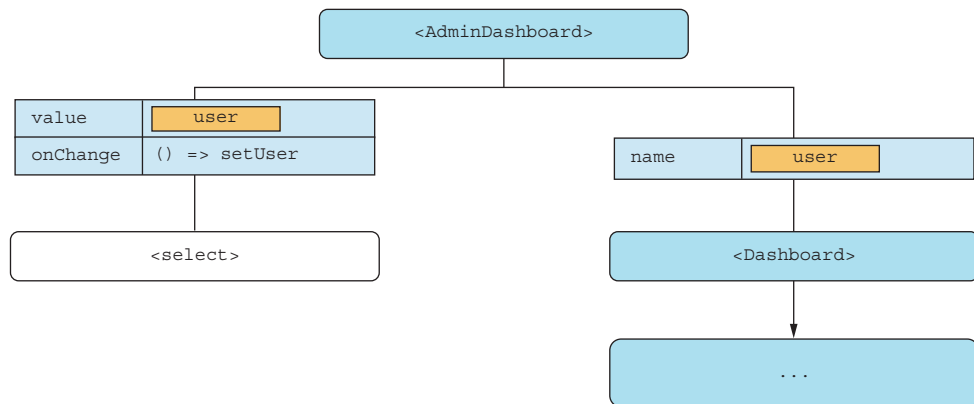 <AdminDashboard>
value user
onChange () => setUser
name user
<select>
<Dashboard>
...